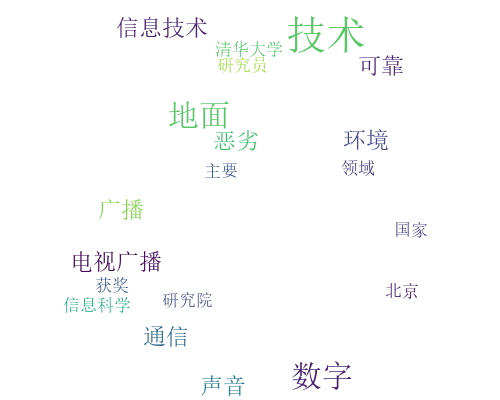 信息技术
技术
清华大学
研究员
可靠
地面
恶劣
环境
主要
领域
广播
国家
电视广播
获奖
北京
信息科学
研究院
通信
声音
数字